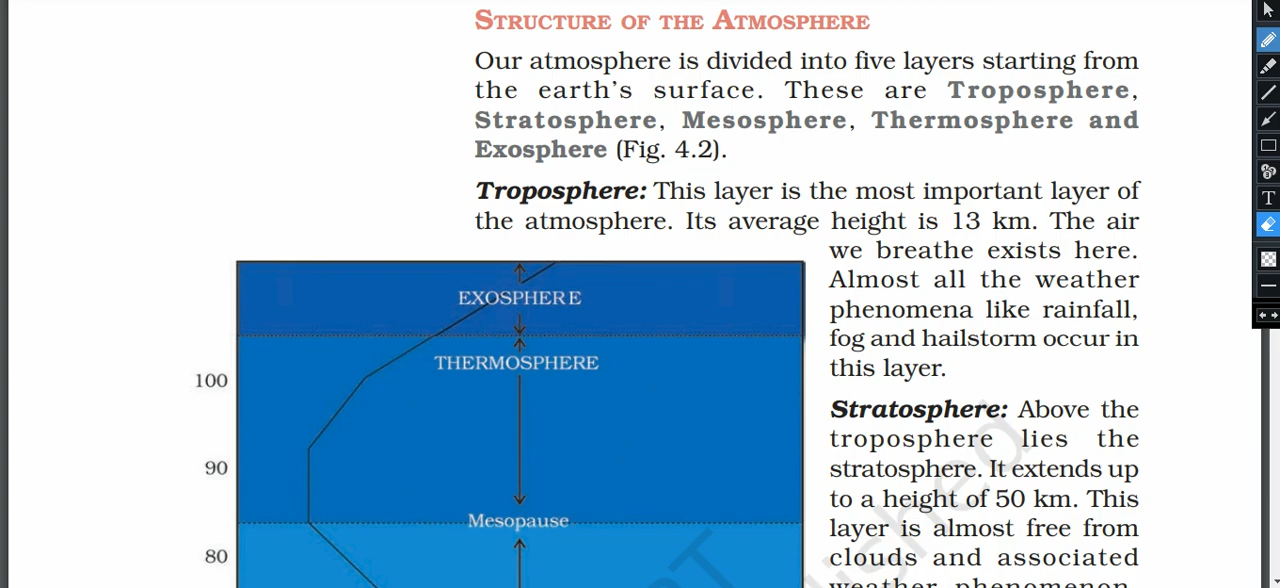 STRUCTURE OF THE ATMOSPHERE
Our atmosphere is divided into five layers starting from
the earth's surface. These are Troposphere,
Stratosphere, Mesosphere, Thermosphere and
Exosphere (Fig. 4.2).
Troposphere: This layer is the most important layer of
the atmosphere. Its average height is 13 km. The air
we breathe exists here.
Almost all the weather
phenomena like rainfall,
fog and hailstorm occur in
this layer.
Stratosphere: Above the
troposphere lies the
stratosphere. It extends up
to a height of 50 km. This
layer is almost free from
clouds and associated
weather phenomenon,
EXOSPHERE
THERMOSPHERE
100
90
Mesopause
80
T